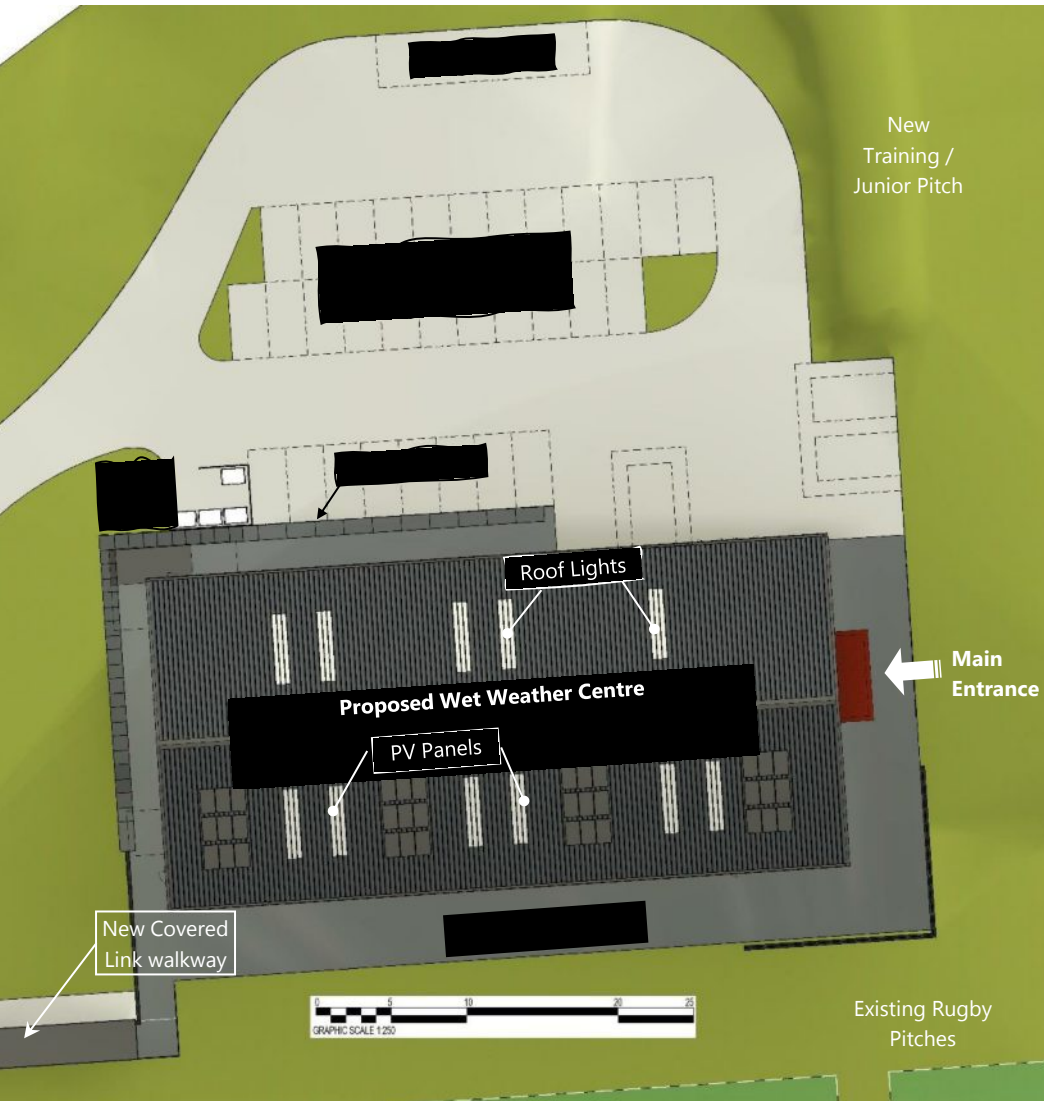 New
Training /
Junior Pitch
Roof Lights
Main
Entrance
Proposed Wet Weather Centre
PV Panels
New Covered
Link walkway
0 5 10 20 25
GRAPHIC SCALE 1:250
Existing Rugby
Pitches